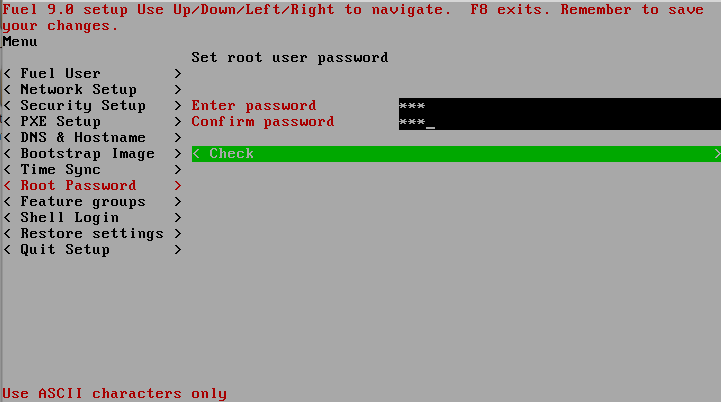 Fuel 9.0 setup Use Up/Down/Left/Right to navigate.  F8 exits. Remember to save
your changes.
Menu
Set root user password
< Fuel User >
< Network Setup >
< Security Setup > Enter password ***
< PXE Setup > Confirm password ***_
< DNS & Hostname >
< Bootstrap Image > < Check >
< Time Sync >
< Root Password >
< Feature groups >
< Shell Login >
< Restore settings >
< Quit Setup >
Use ASCII characters only